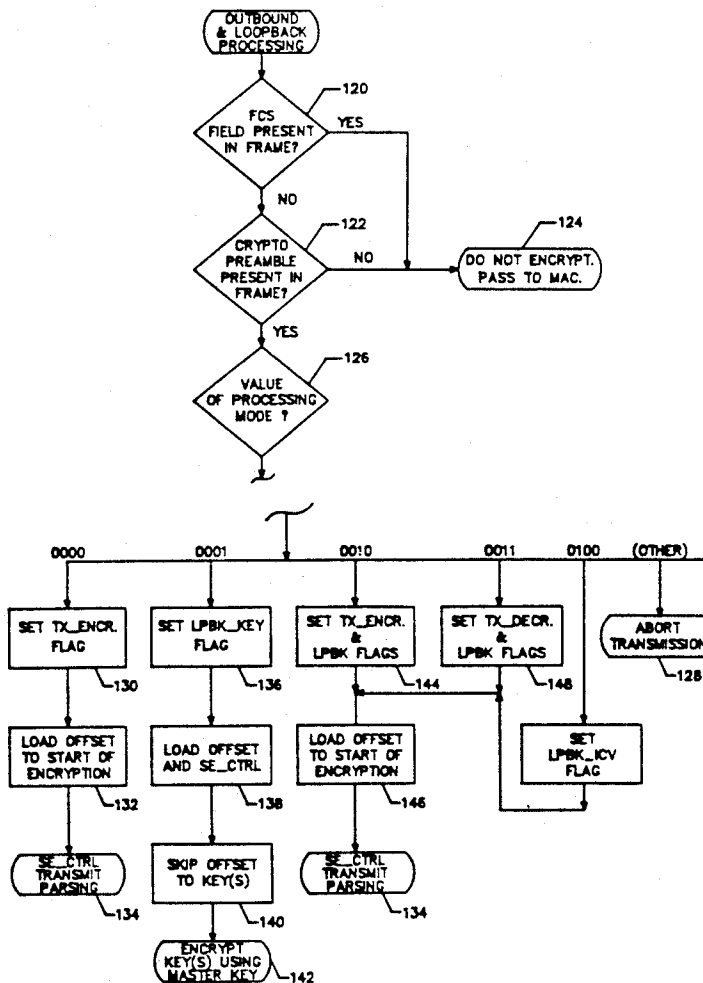 OUTBOUND
& LOOPBACK
PROCESSING
120
FCS
FIELD PRESENT
IN FRAME?
YES
NO
122
CRYPTO
PREAMBLE
PRESENT IN
FRAME?
NO
124
DO NOT ENCRYPT.
PASS TO MAC.
YES
126
VALUE
OF PROCESSING
MODE ?
0000
0001
0010
0011
0100
(OTHER)
SET TX_ENCR.
FLAG
130
SET LPBK_KEY
FLAG
136
SET TX_ENCR.
&
LPBK FLAGS
144
SET TX_DECR.
&
LPBK FLAGS
148
ABORT
TRANSMISSION
128
LOAD OFFSET
TO START OF
ENCRYPTION
132
LOAD OFFSET
AND SE_CTRL
138
LOAD OFFSET
TO START OF
ENCRYPTION
146
SET
LPBK_ICV
FLAG
SE_CTRL
TRANSMIT
PARSING
134
SKIP OFFSET
TO KEY(S)
140
SE_CTRL
TRANSMIT
PARSING
134
ENCRYPT
KEY(S) USING
MASTER KEY
142